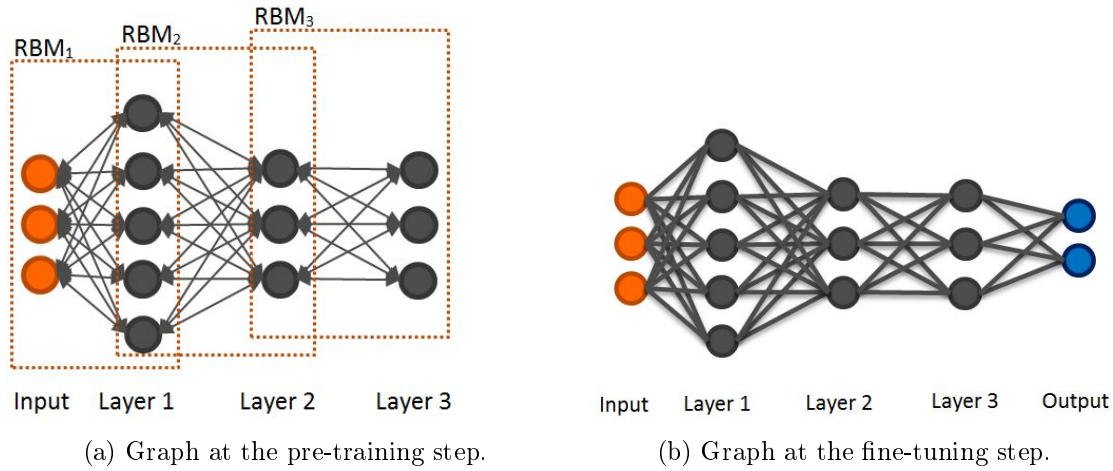 RBM₁
RBM₂
RBM₃
Input Layer 1 Layer 2 Layer 3
(a) Graph at the pre-training step.
Input Layer 1 Layer 2 Layer 3 Output
(b) Graph at the fine-tuning step.